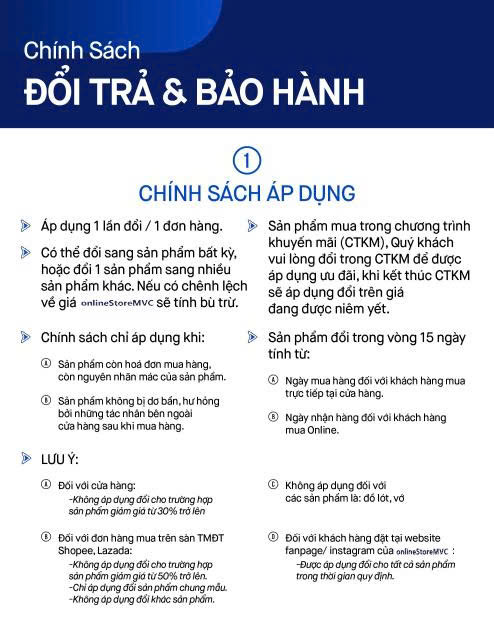 Chính Sách
ĐỔI TRẢ & BẢO HÀNH
1
CHÍNH SÁCH ÁP DỤNG
Áp dụng 1 lần đổi / 1 đơn hàng.
Có thể đổi sang sản phẩm bất kỳ,
hoặc đổi 1 sản phẩm sang nhiều
sản phẩm khác. Nếu có chênh lệch
về giá onlineStoreMVC sẽ tính bù trừ.
Sản phẩm mua trong chương trình
khuyến mãi (CTKM), Quý khách
vui lòng đổi trong CTKM để được
áp dụng ưu đãi, khi kết thúc CTKM
sẽ áp dụng đổi trên giá
đang được niêm yết.
Chính sách chỉ áp dụng khi:
A Sản phẩm còn hoá đơn mua hàng,
còn nguyên nhãn mác của sản phẩm.
B Sản phẩm không bị dơ bẩn, hư hỏng
bởi những tác nhân bên ngoài
cửa hàng sau khi mua hàng.
Sản phẩm đổi trong vòng 15 ngày
tính từ:
A Ngày mua hàng đối với khách hàng mua
trực tiếp tại cửa hàng.
B Ngày nhận hàng đối với khách hàng
mua Online.
LƯU Ý:
A Đối với cửa hàng:
-Không áp dụng đổi cho trường hợp
sản phẩm giảm giá từ 30% trở lên
B Đối với đơn hàng mua trên sàn TMĐT
Shopee, Lazada:
-Không áp dụng đổi cho trường hợp
sản phẩm giảm giá từ 50% trở lên.
-Chỉ áp dụng đổi sản phẩm chung mẫu.
-Không áp dụng đổi khác sản phẩm.
C Không áp dụng đổi với
các sản phẩm là: đồ lót, vớ
D Đối với khách hàng đặt tại website
fanpage/ instagram của onlineStoreMVC :
-Được áp dụng đổi cho tất cả sản phẩm
trong thời gian quy định.